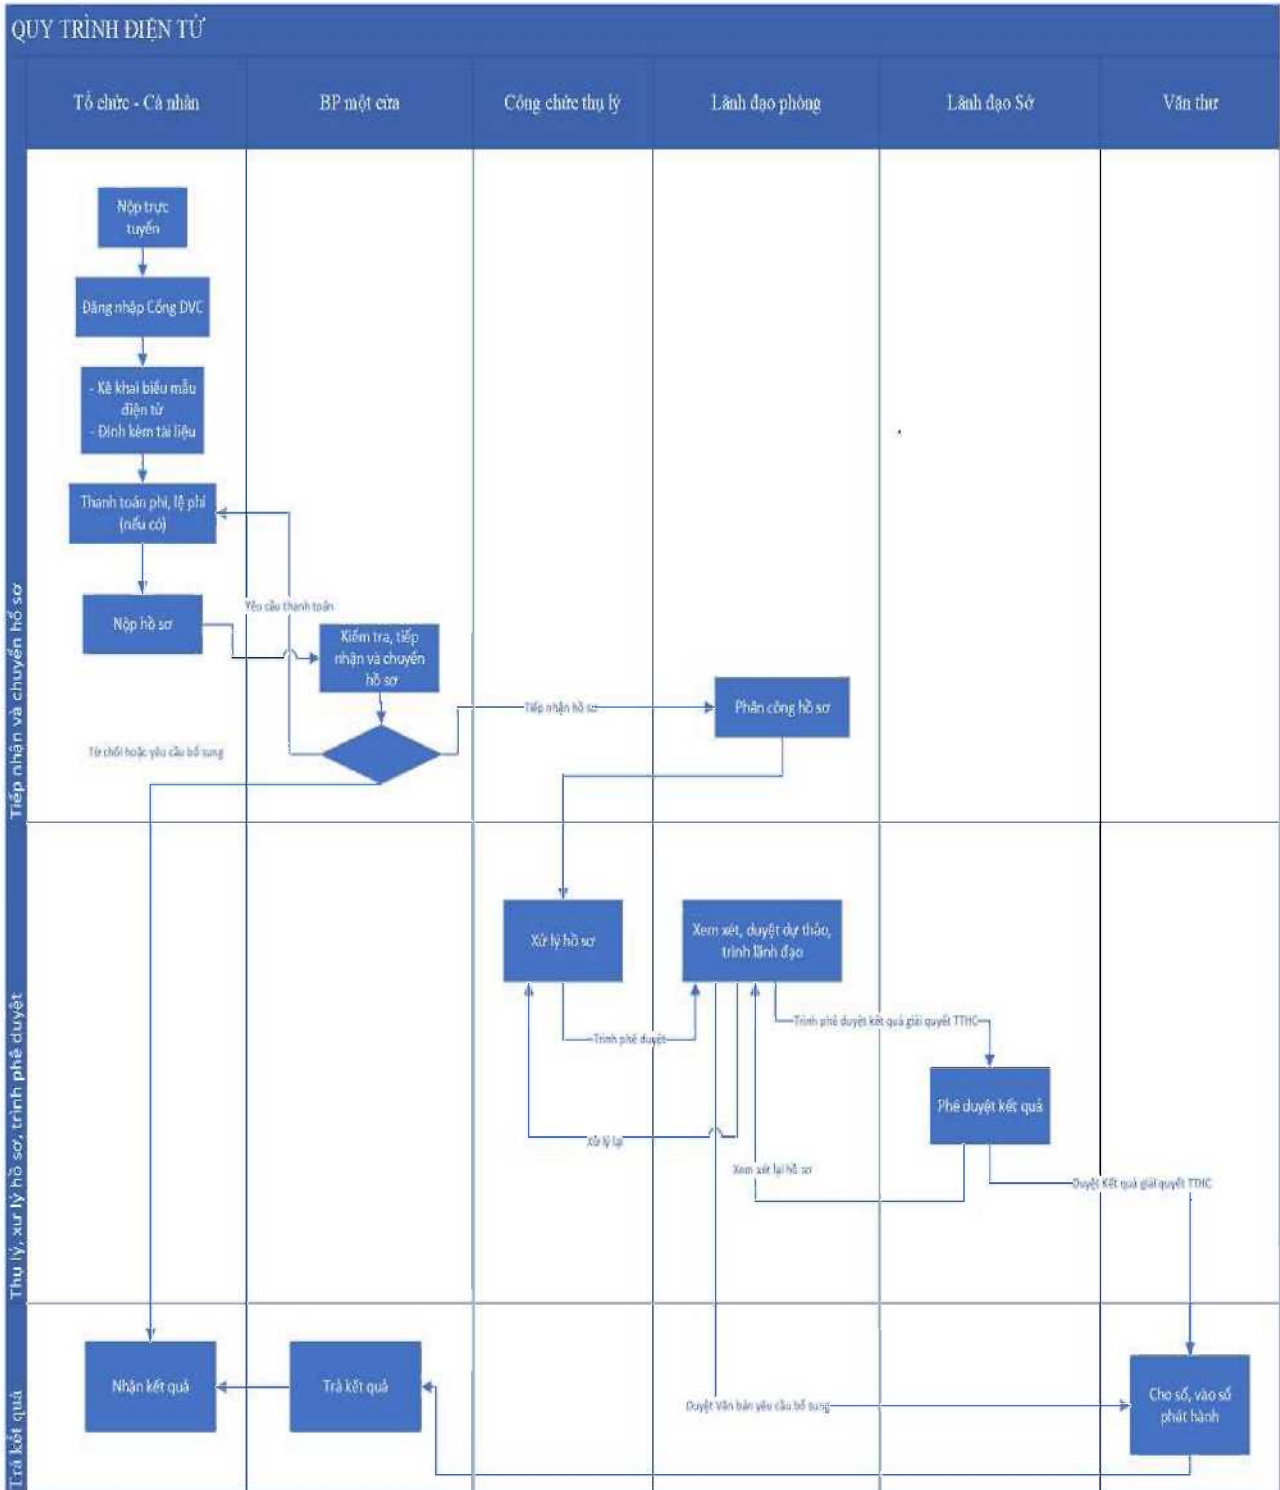 QUY TRÌNH ĐIỆN TỬ
Tổ chức - Cá nhân
BP một cửa
Công chức thụ lý
Lãnh đạo phòng
Lãnh đạo Sở
Văn thư
Tiếp nhận và chuyển hồ sơ
Nộp trực
tuyến
Đăng nhập Cổng DVC
- Kê khai biểu mẫu
điện tử
- Đính kèm tài liệu
Thanh toán phí, lệ phí
(nếu có)
Nộp hồ sơ
Yêu cầu thanh toán
Kiểm tra, tiếp
nhận và chuyển
hồ sơ
Tiếp nhận hồ sơ
Phân công hồ sơ
Từ chối hoặc yêu cầu bổ sung
Thụ lý, xử lý hồ sơ, trình phê duyệt
Xử lý hồ sơ
Xem xét, duyệt dự thảo,
trình lãnh đạo
Trình phê duyệt
Trình phê duyệt kết quả giải quyết TTHC
Phê duyệt kết quả
Xử lý lại
Xem xét lại hồ sơ
Duyệt Kết quả giải quyết TTHC
Trả kết quả
Nhận kết quả
Trả kết quả
Duyệt Văn bản yêu cầu bổ sung
Cho số, vào sổ
phát hành